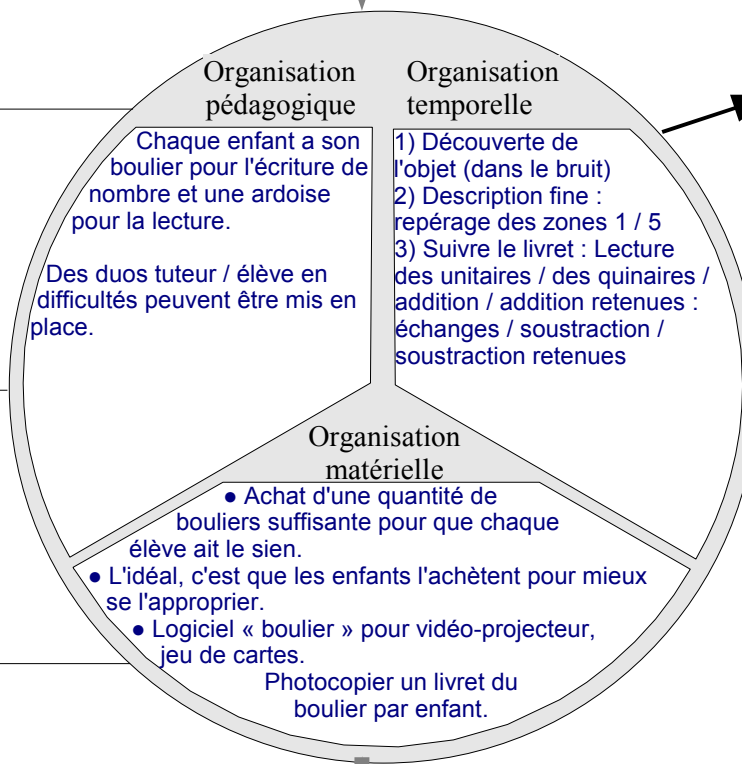 Organisation
pédagogique
Chaque enfant a son
boulier pour l'écriture de
nombre et une ardoise
pour la lecture.
Des duos tuteur / élève en
difficultés peuvent être mis en
place.
Organisation
temporelle
1) Découverte de
l'objet (dans le bruit)
2) Description fine :
repérage des zones 1 / 5
3) Suivre le livret : Lecture
des unitaires / des quinaires /
addition / addition retenues :
échanges / soustraction /
soustraction retenues
Organisation
matérielle
● Achat d'une quantité de
bouliers suffisante pour que chaque
élève ait le sien.
● L'idéal, c'est que les enfants l'achètent pour mieux
se l'approprier.
● Logiciel « boulier » pour vidéo-projecteur,
jeu de cartes.
Photocopier un livret du
boulier par enfant.